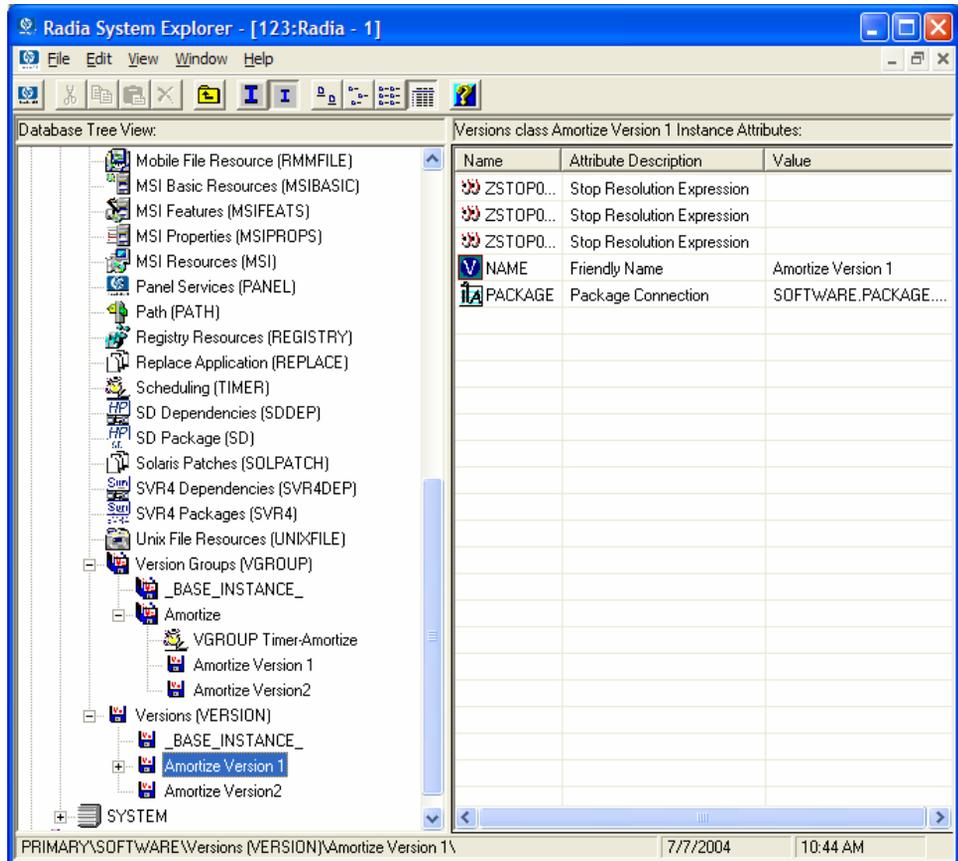 Radia System Explorer - [123:Radia - 1]
File Edit View Window Help
Database Tree View:
Versions class Amortize Version 1 Instance Attributes:
Mobile File Resource (RMMFILE)
MSI Basic Resources (MSIBASIC)
MSI Features (MSIFEATS)
MSI Properties (MSIPROPS)
MSI Resources (MSI)
Panel Services (PANEL)
Path (PATH)
Registry Resources (REGISTRY)
Replace Application (REPLACE)
Scheduling (TIMER)
SD Dependencies (SDDEP)
SD Package (SD)
Solaris Patches (SOLPATCH)
SVR4 Dependencies (SVR4DEP)
SVR4 Packages (SVR4)
Unix File Resources (UNIXFILE)
Version Groups (VGROUP)
_BASE_INSTANCE_
Amortize
VGROUP Timer-Amortize
Amortize Version 1
Amortize Version2
Versions (VERSION)
_BASE_INSTANCE_
Amortize Version 1
Amortize Version2
SYSTEM
Name Attribute Description Value
ZSTOP0... Stop Resolution Expression
ZSTOP0... Stop Resolution Expression
ZSTOP0... Stop Resolution Expression
NAME Friendly Name Amortize Version 1
PACKAGE Package Connection SOFTWARE.PACKAGE....
PRIMARY\SOFTWARE\Versions (VERSION)\Amortize Version 1\ 7/7/2004 10:44 AM